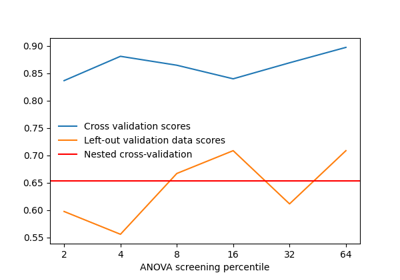 0.90
0.85
0.80
0.75
0.70
0.65
0.60
0.55
Cross validation scores
Left-out validation data scores
Nested cross-validation
2 4 8 16 32 64
ANOVA screening percentile